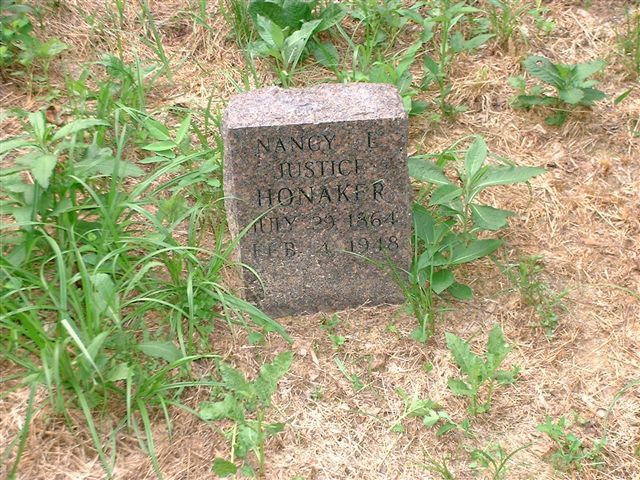 NANCY L
JUSTICE
HONAKER
JULY 29 1864
FEB 4 1948